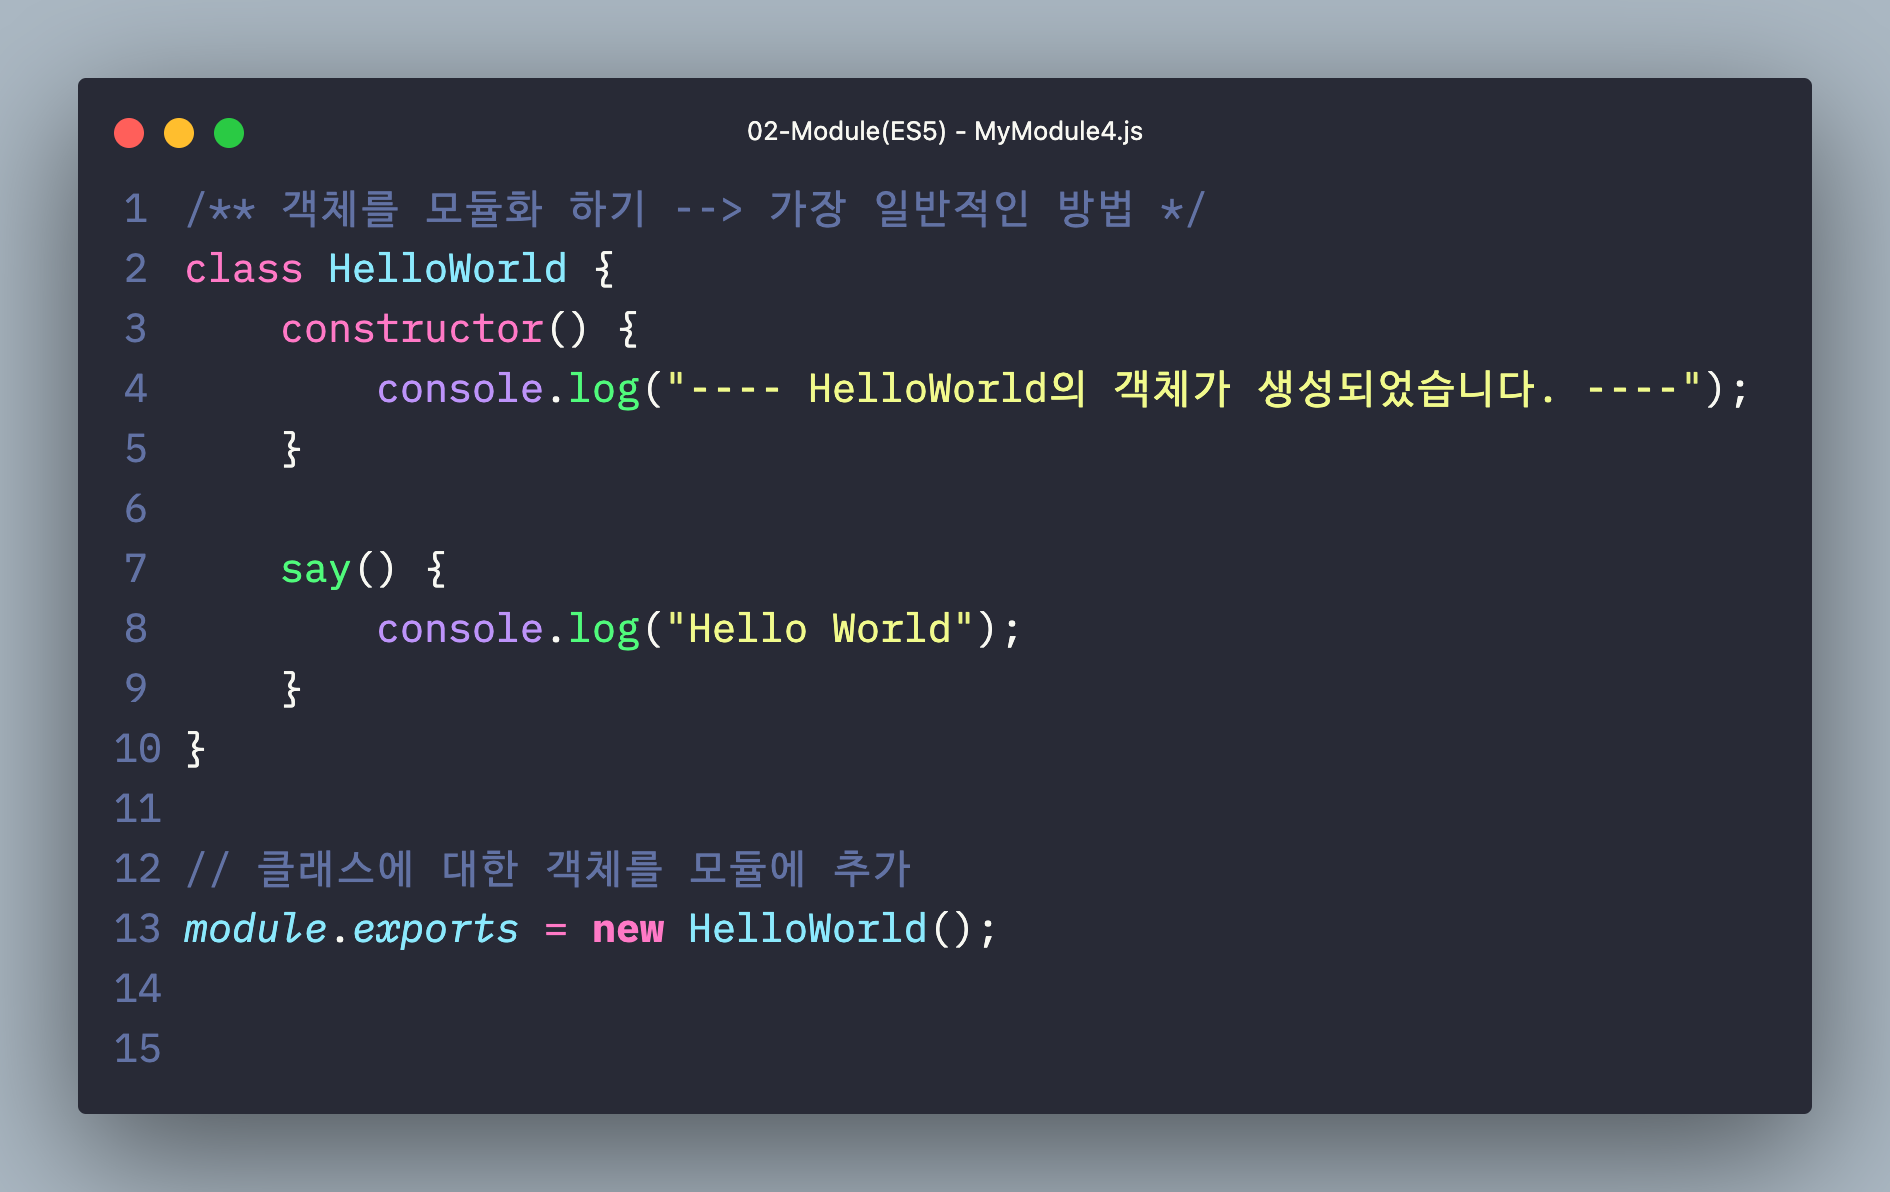 02-Module(ES5) - MyModule4.js
1 /** 객체를 모듈화 하기 --> 가장 일반적인 방법 */
2 class HelloWorld {
3     constructor() {
4         console.log("---- HelloWorld의 객체가 생성되었습니다. ----");
5     }
6
7     say() {
8         console.log("Hello World");
9     }
10 }
11
12 // 클래스에 대한 객체를 모듈에 추가
13 module.exports = new HelloWorld();
14
15